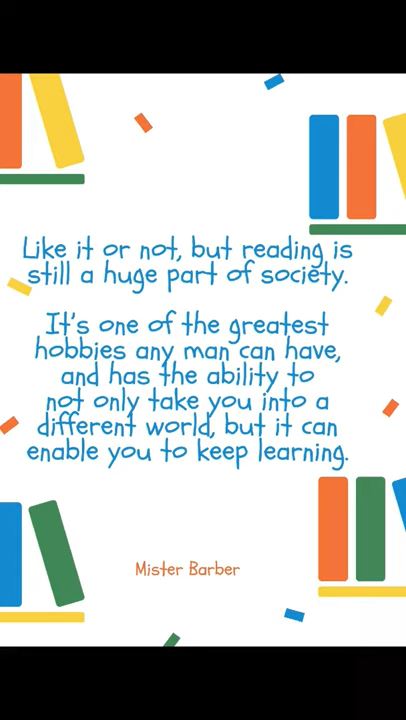 Like it or not, but reading is
still a huge part of society.
It's one of the greatest
hobbies any man can have,
and has the ability to
not only take you into a
different world, but it can
enable you to keep learning.
Mister Barber